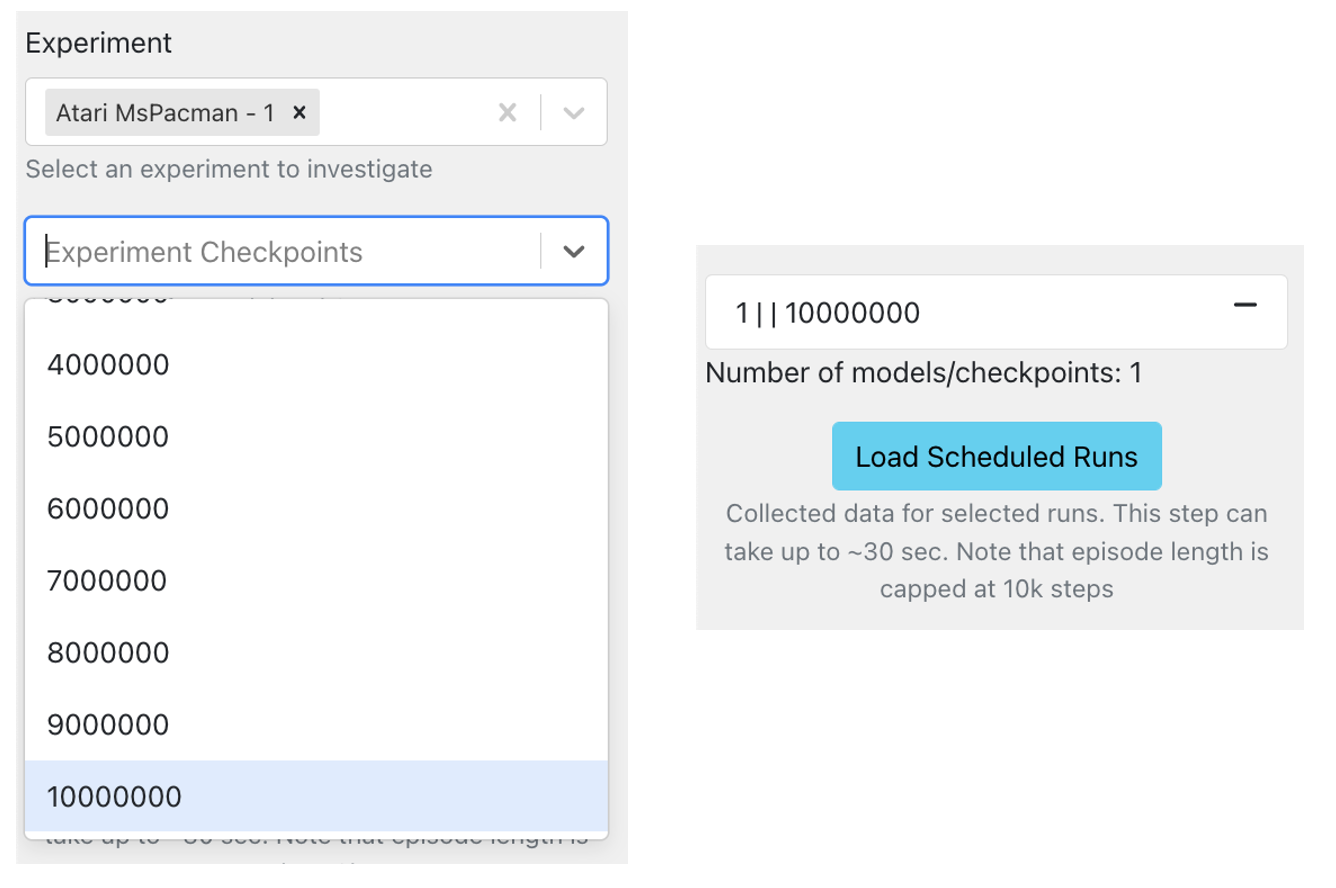 Experiment
Atari MsPacman - 1
Select an experiment to investigate
Experiment Checkpoints
4000000
5000000
6000000
7000000
8000000
9000000
10000000
1 | | 10000000
Number of models/checkpoints: 1
Load Scheduled Runs
Collected data for selected runs. This step can
take up to ~30 sec. Note that episode length is
capped at 10k steps